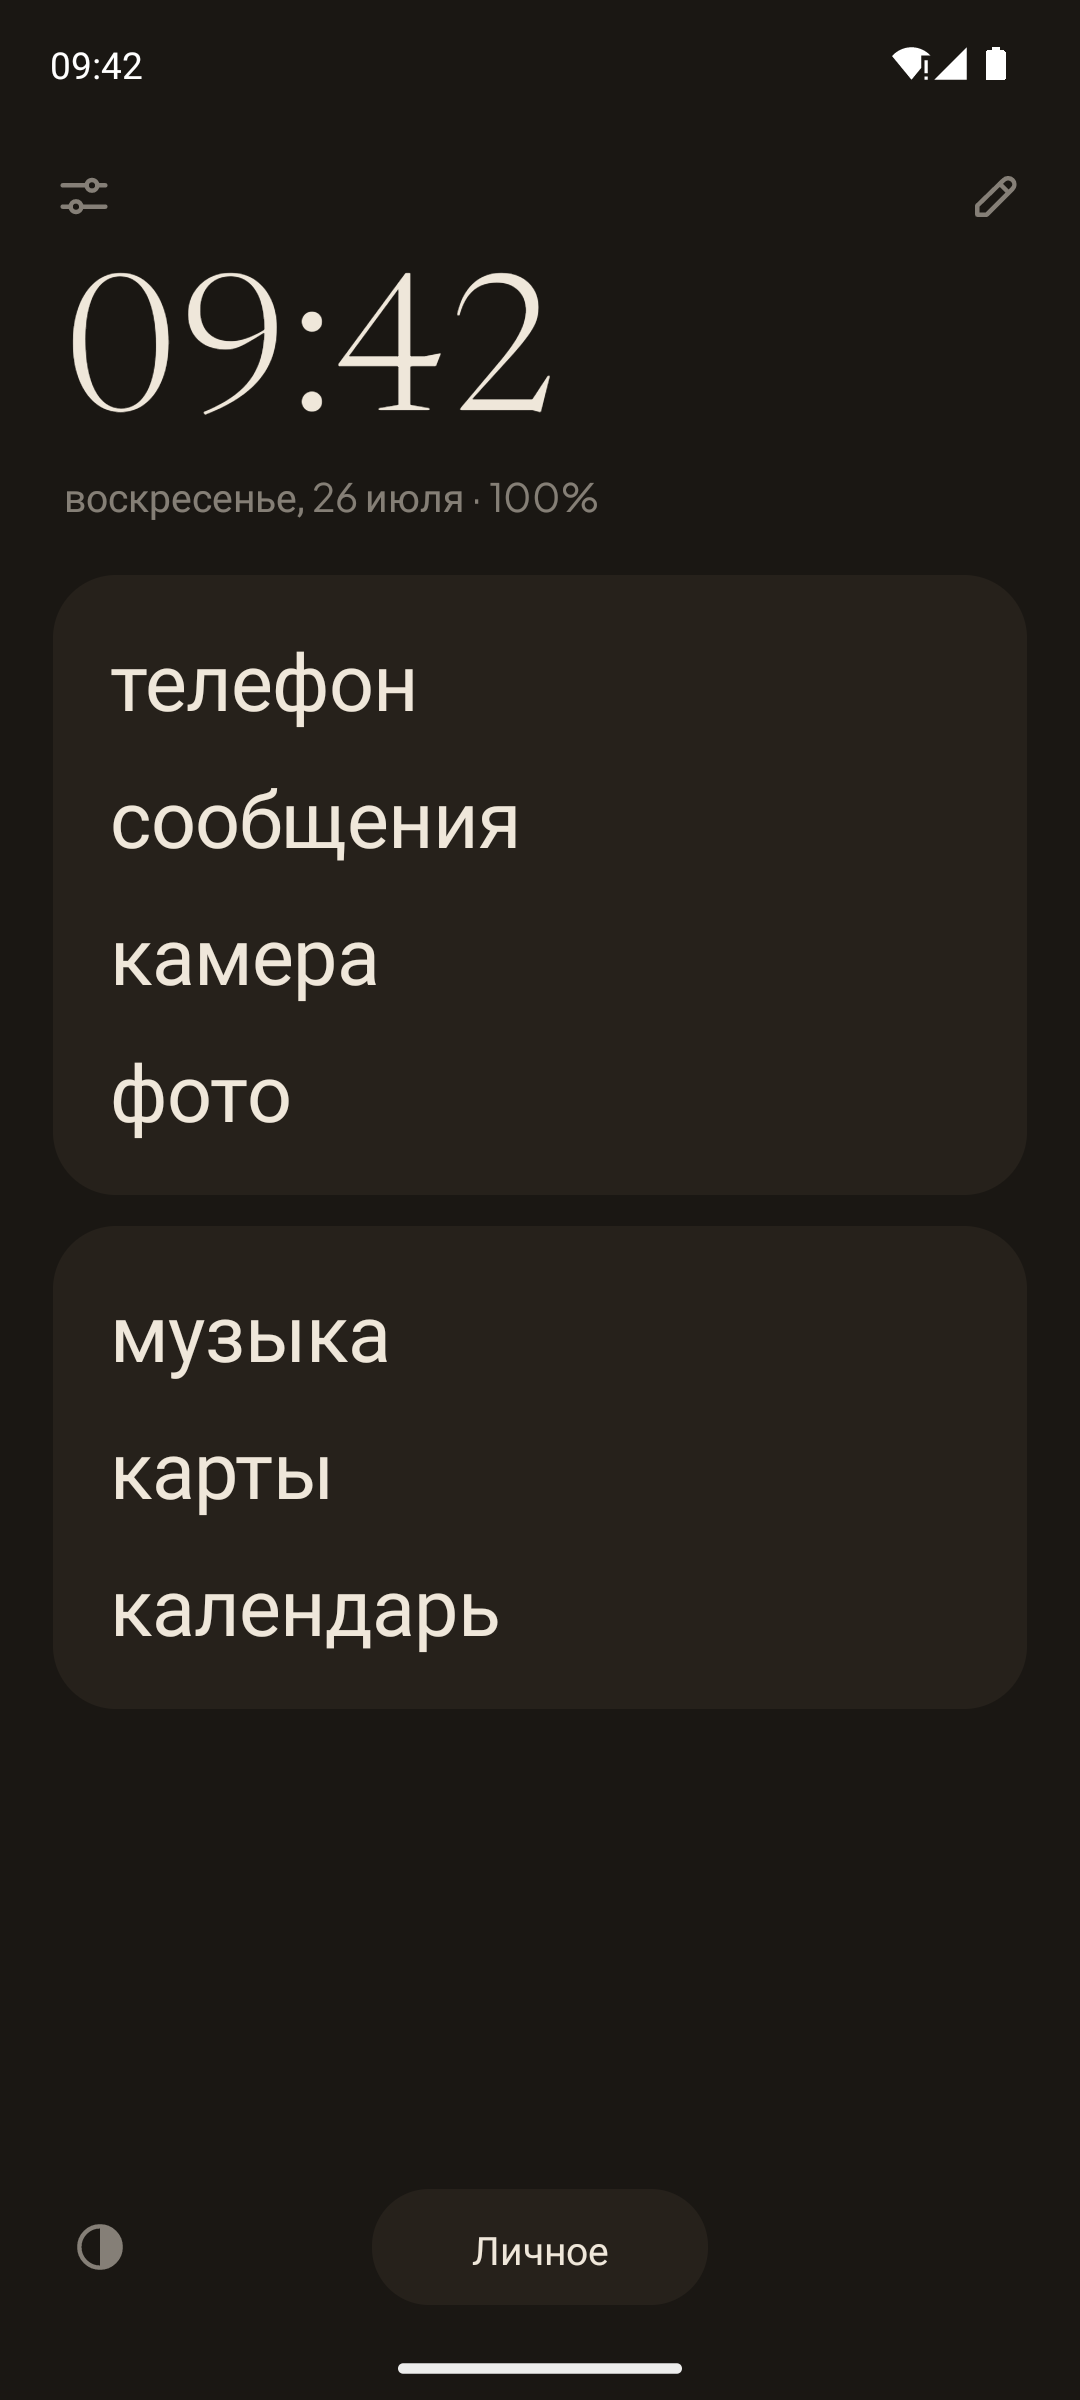 09:42
09:42
воскресенье, 26 июля · 100%
телефон
сообщения
камера
фото
музыка
карты
календарь
Личное